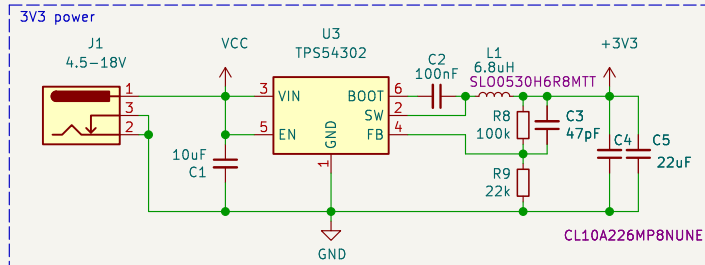 3V3 power
J1
4.5-18V
1
3
2
VCC
10uF
C1
U3
TPS54302
3 VIN
5 EN
BOOT 6
SW 2
FB 4
GND
1
C2
100nF
L1
6.8uH
SLO0530H6R8MTT
R8
100k
C3
47pF
R9
22k
+3V3
C4
C5
22uF
GND
CL10A226MP8NUNE